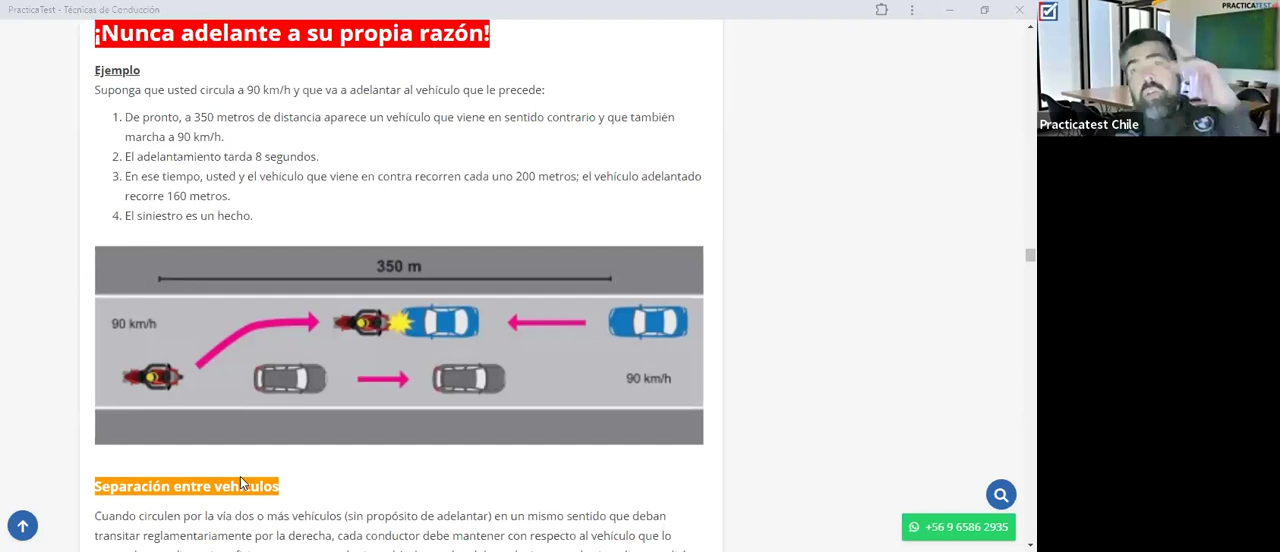 PracticaTest - Técnicas de Conducción
PRACTICATEST
¡Nunca adelante a su propia razón!
Ejemplo
Suponga que usted circula a 90 km/h y que va a adelantar al vehículo que le precede:
1. De pronto, a 350 metros de distancia aparece un vehículo que viene en sentido contrario y que también
marcha a 90 km/h.
2. El adelantamiento tarda 8 segundos.
3. En ese tiempo, usted y el vehículo que viene en contra recorren cada uno 200 metros; el vehículo adelantado
recorre 160 metros.
4. El siniestro es un hecho.
Practicatest Chile
350 m
90 km/h
90 km/h
Separación entre vehículos
Cuando circulen por la vía dos o más vehículos (sin propósito de adelantar) en un mismo sentido que deban
transitar reglamentariamente por la derecha, cada conductor debe mantener con respecto al vehículo que lo
+56 9 6586 2935